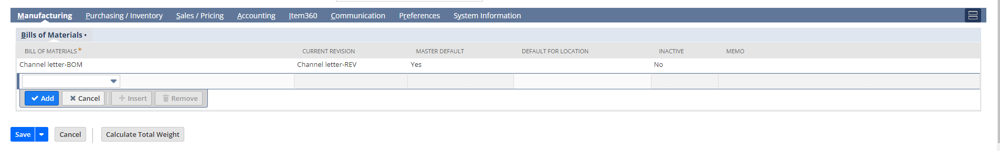 Manufacturing Purchasing / Inventory Sales / Pricing Accounting Item360 Communication Preferences System Information
Bills of Materials •
BILL OF MATERIALS * CURRENT REVISION MASTER DEFAULT DEFAULT FOR LOCATION INACTIVE MEMO
Channel letter-BOM Channel letter-REV Yes No
Add Cancel Insert Remove
Save Cancel Calculate Total Weight